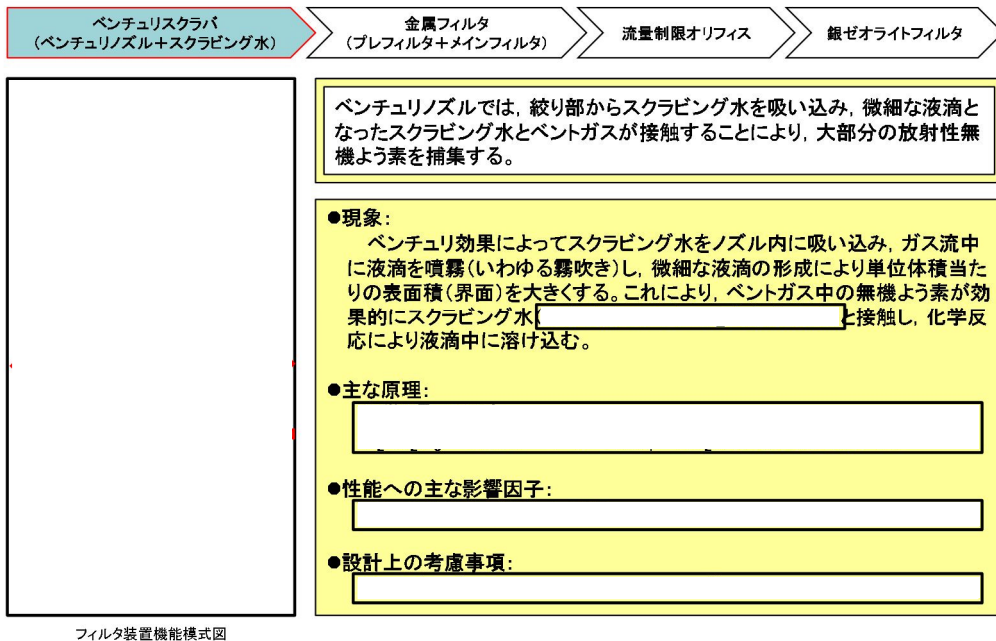 ベンチュリスクラバ
(ベンチュリノズル+スクラビング水)
金属フィルタ
(プレフィルタ+メインフィルタ)
流量制限オリフィス
銀ゼオライトフィルタ
ベンチュリノズルでは，絞り部からスクラビング水を吸い込み，微細な液滴と
なったスクラビング水とベントガスが接触することにより，大部分の放射性無
機よう素を捕集する。
●現象：
ベンチュリ効果によってスクラビング水をノズル内に吸い込み，ガス流中
に液滴を噴霧(いわゆる霧吹き)し，微細な液滴の形成により単位体積当た
りの表面積(界面)を大きくする。これにより，ベントガス中の無機よう素が効
果的にスクラビング水(と接触し，化学反
応により液滴中に溶け込む。
●主な原理：
●性能への主な影響因子：
●設計上の考慮事項：
フィルタ装置機能模式図